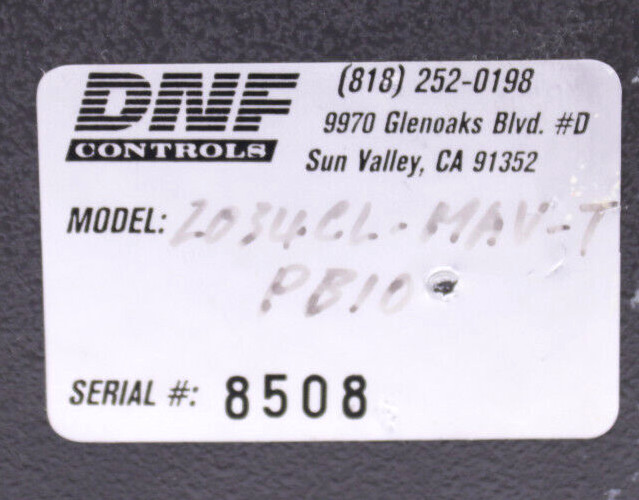 DNF
CONTROLS
(818) 252-0198
9970 Glenoaks Blvd. #D
Sun Valley, CA 91352
MODEL: 2034CL-MAV-T
PB10
SERIAL #: 8508